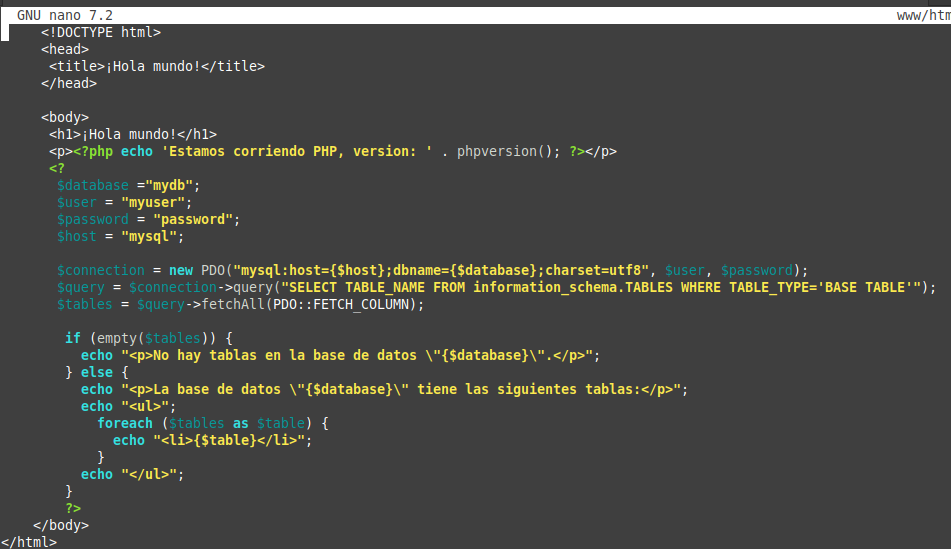 GNU nano 7.2 www/htm
<!DOCTYPE html>
<head>
<title>¡Hola mundo!</title>
</head>
<body>
<h1>¡Hola mundo!</h1>
<p><?php echo 'Estamos corriendo PHP, version: ' . phpversion(); ?></p>
<?
$database ="mydb";
$user = "myuser";
$password = "password";
$host = "mysql";
$connection = new PDO("mysql:host={$host};dbname={$database};charset=utf8", $user, $password);
$query = $connection->query("SELECT TABLE_NAME FROM information_schema.TABLES WHERE TABLE_TYPE='BASE TABLE'");
$tables = $query->fetchAll(PDO::FETCH_COLUMN);
if (empty($tables)) {
echo "<p>No hay tablas en la base de datos \"{$database}\".</p>";
} else {
echo "<p>La base de datos \"{$database}\" tiene las siguientes tablas:</p>";
echo "<ul>";
foreach ($tables as $table) {
echo "<li>{$table}</li>";
}
echo "</ul>";
}
?>
</body>
</html>